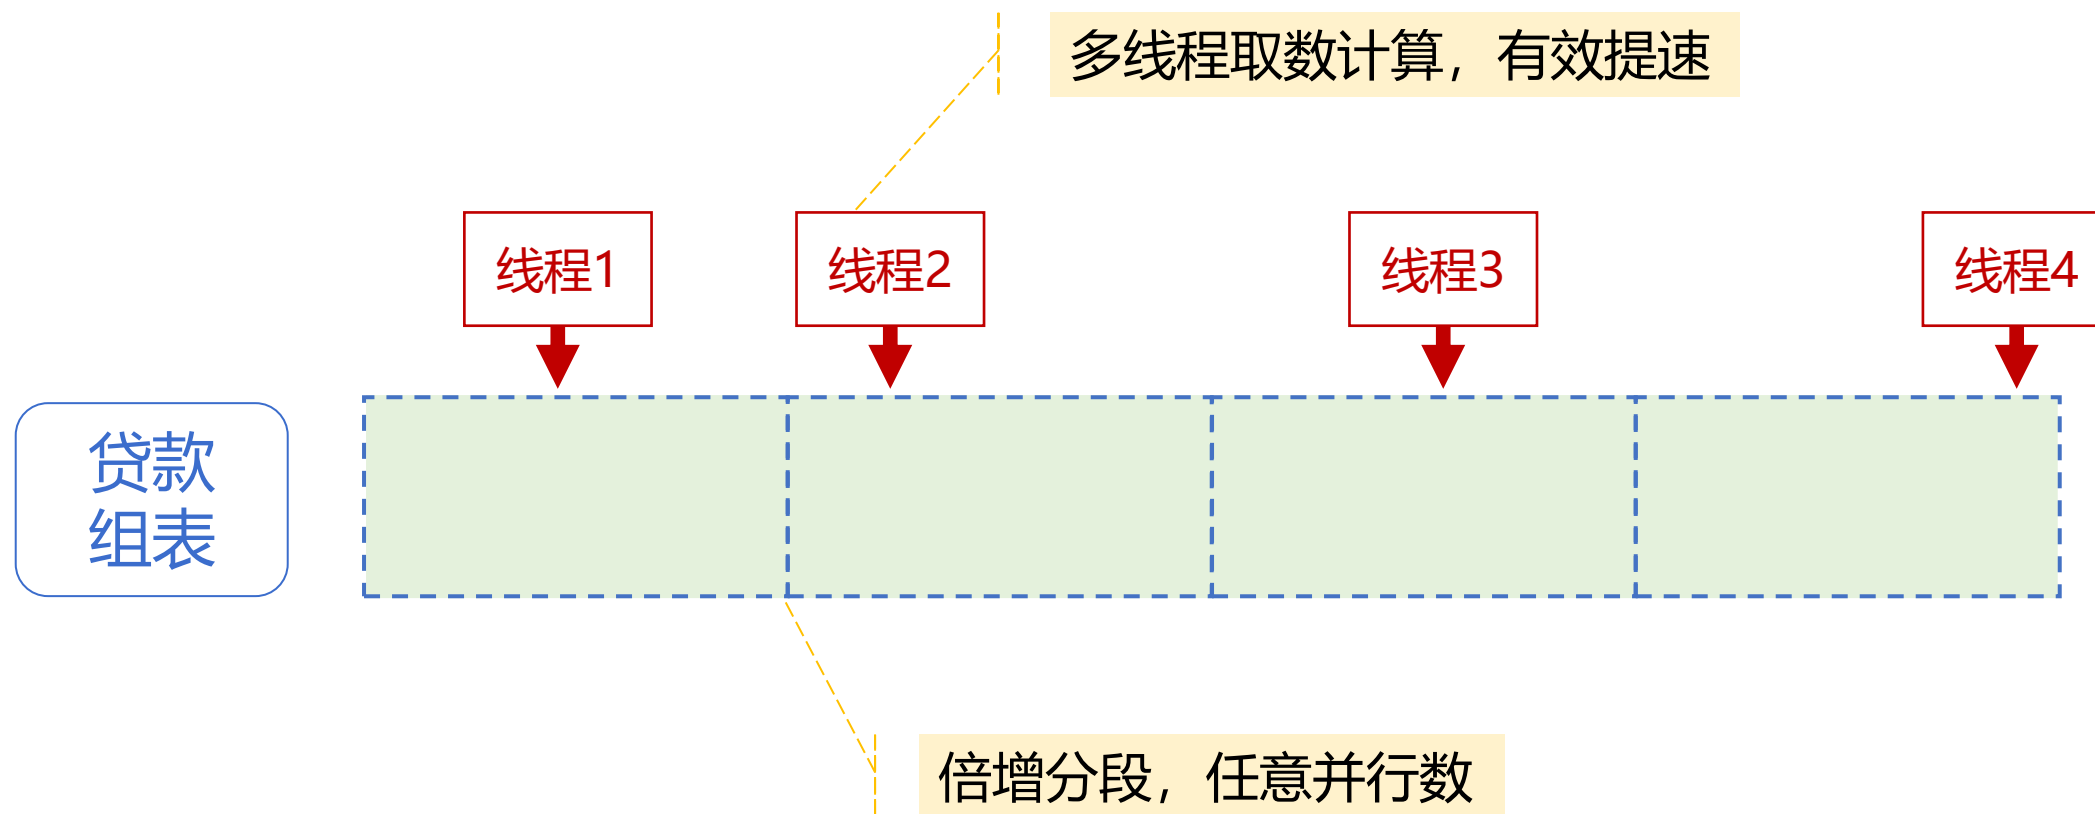 多线程取数计算，有效提速
线程1
线程2
线程3
线程4
贷款
组表
倍增分段，任意并行数